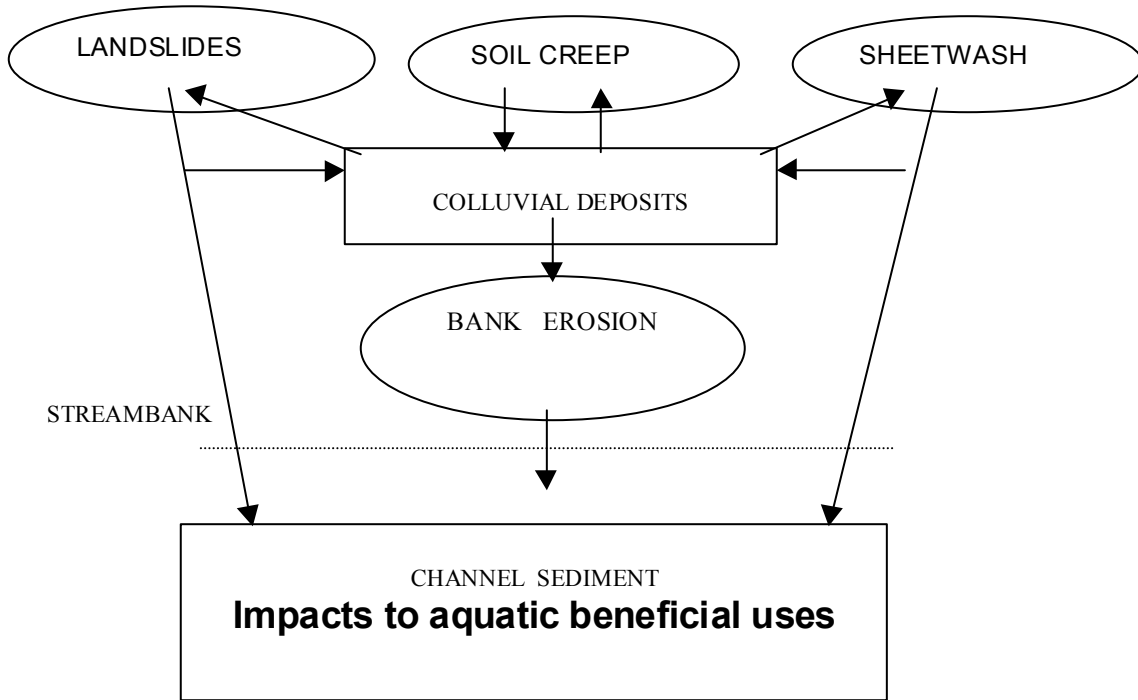 LANDSLIDES
SOIL CREEP
SHEETWASH
COLLUVIAL DEPOSITS
BANK EROSION
STREAMBANK
CHANNEL SEDIMENT
Impacts to aquatic beneficial uses